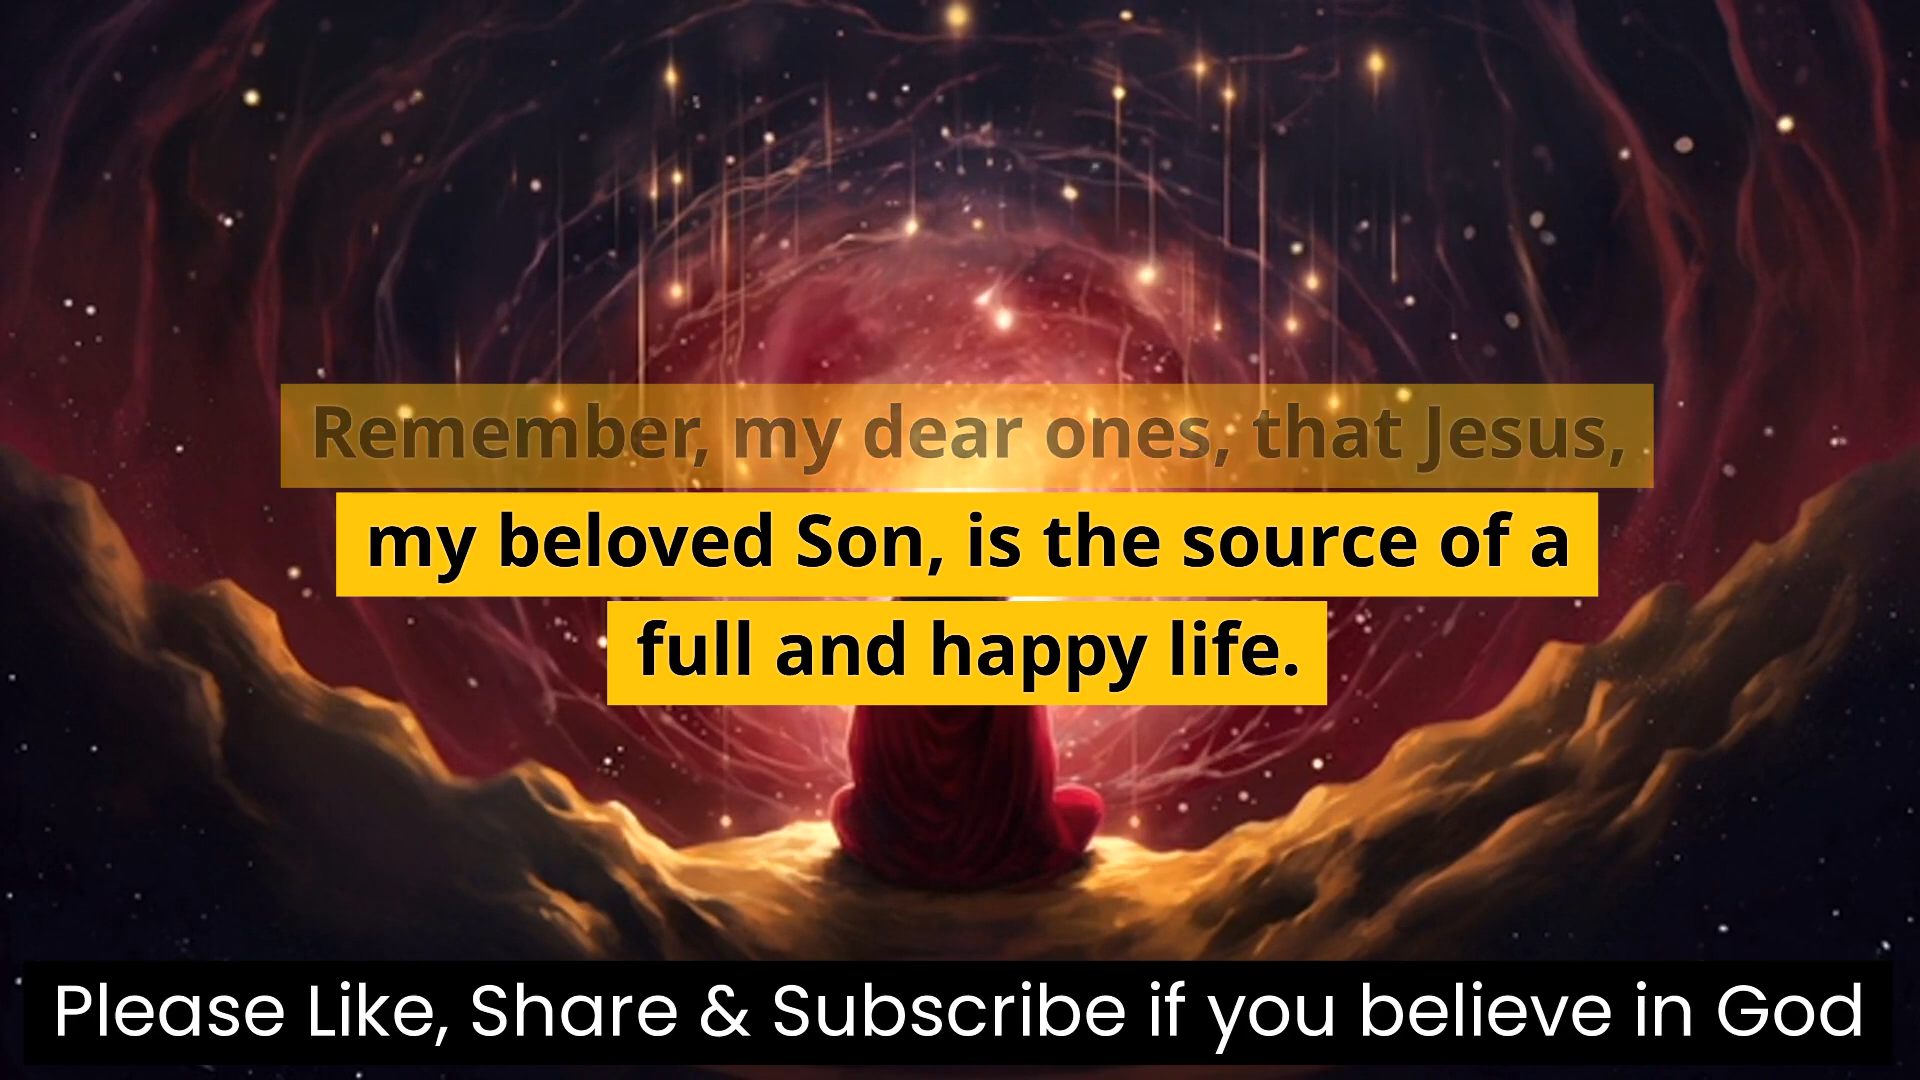 Remember, my dear ones, that Jesus,
my beloved Son, is the source of a
full and happy life.
Please Like, Share & Subscribe if you believe in God